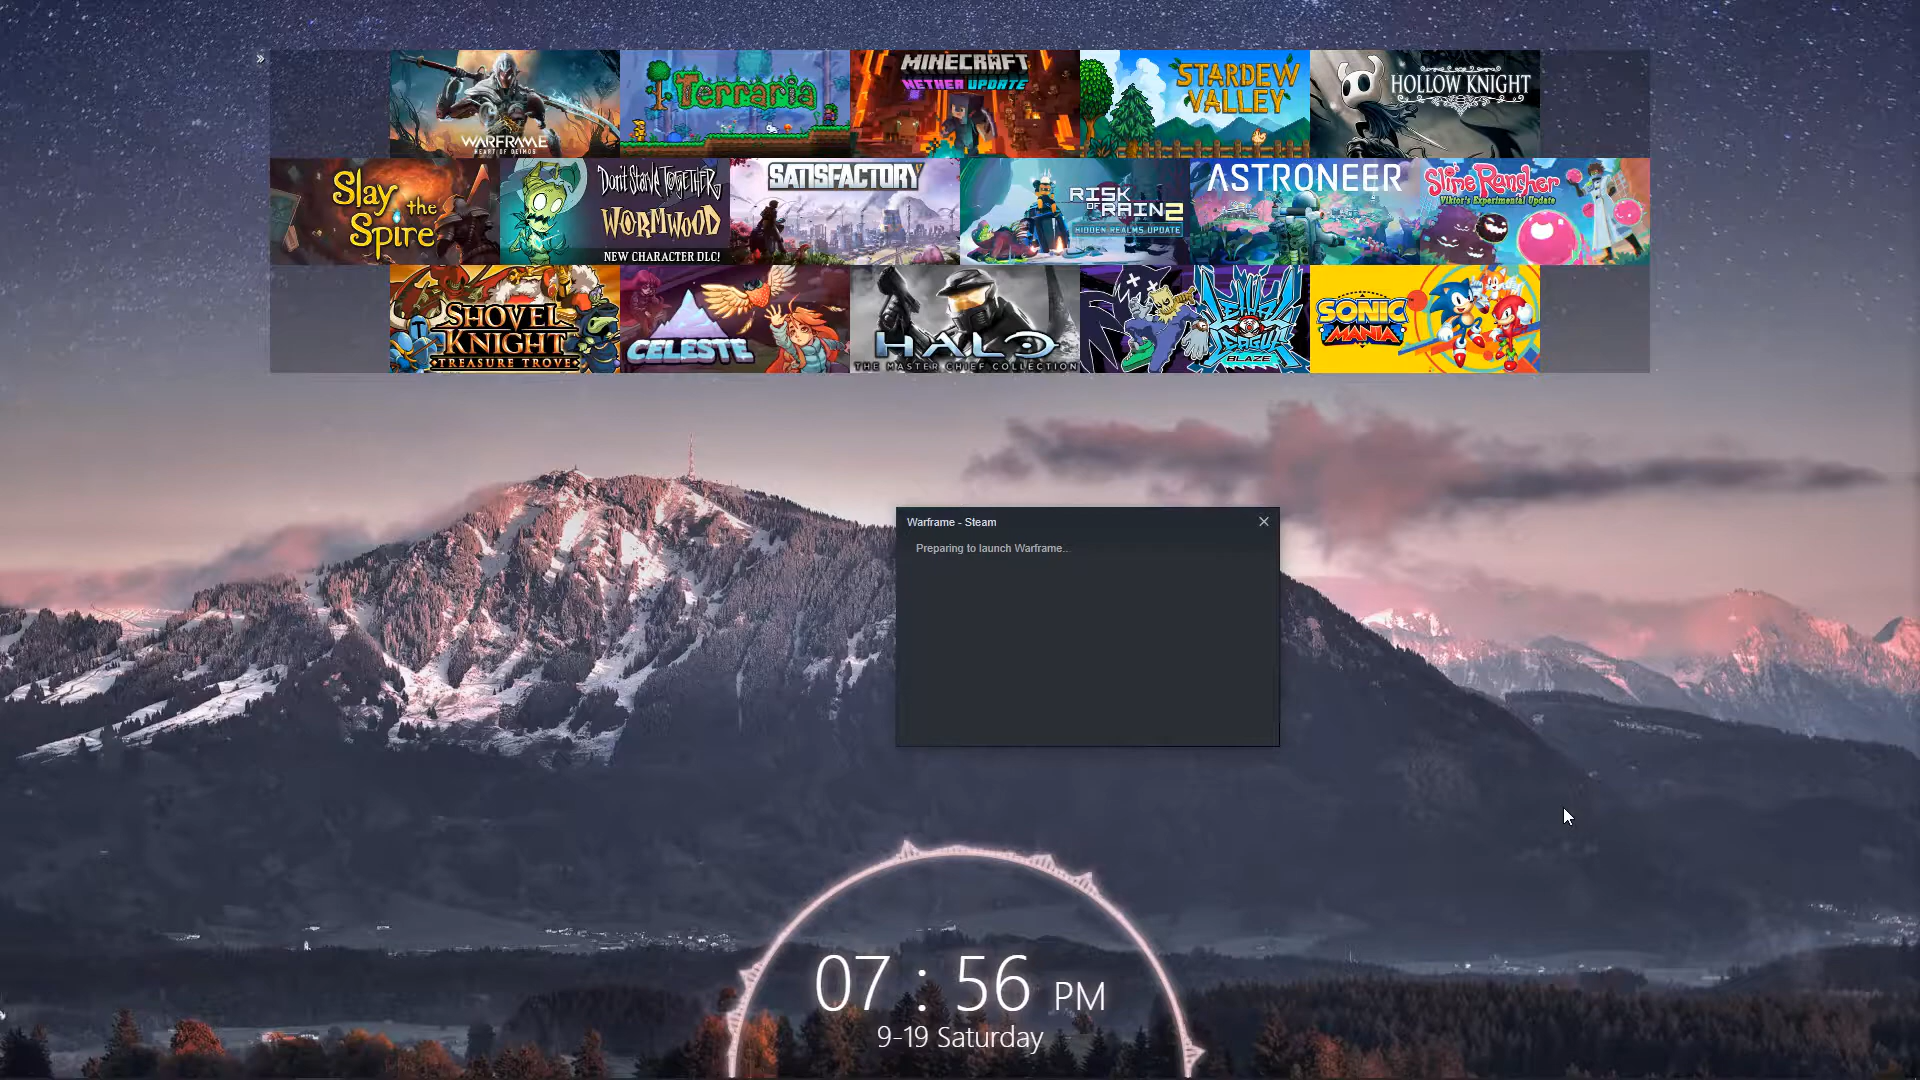 »
WARFRAME
HEART OF DEIMOS
Terraria
MINECRAFT
NETHER UPDATE
STARDEW
VALLEY
HOLLOW KNIGHT
Slay
the
Spire
Don't Starve Together
WORMWOOD
NEW CHARACTER DLC!
SATISFACTORY
RISK
OF RAIN 2
HIDDEN REALMS UPDATE
ASTRONEER
Slime Rancher
Viktor's Experimental Update
SHOVEL
KNIGHT
TREASURE TROVE
CELESTE
HALO
THE MASTER CHIEF COLLECTION
LETHAL
LEAGUE
BLAZE
SONIC
MANIA
Warframe - Steam
Preparing to launch Warframe...
07 : 56 PM
9-19 Saturday